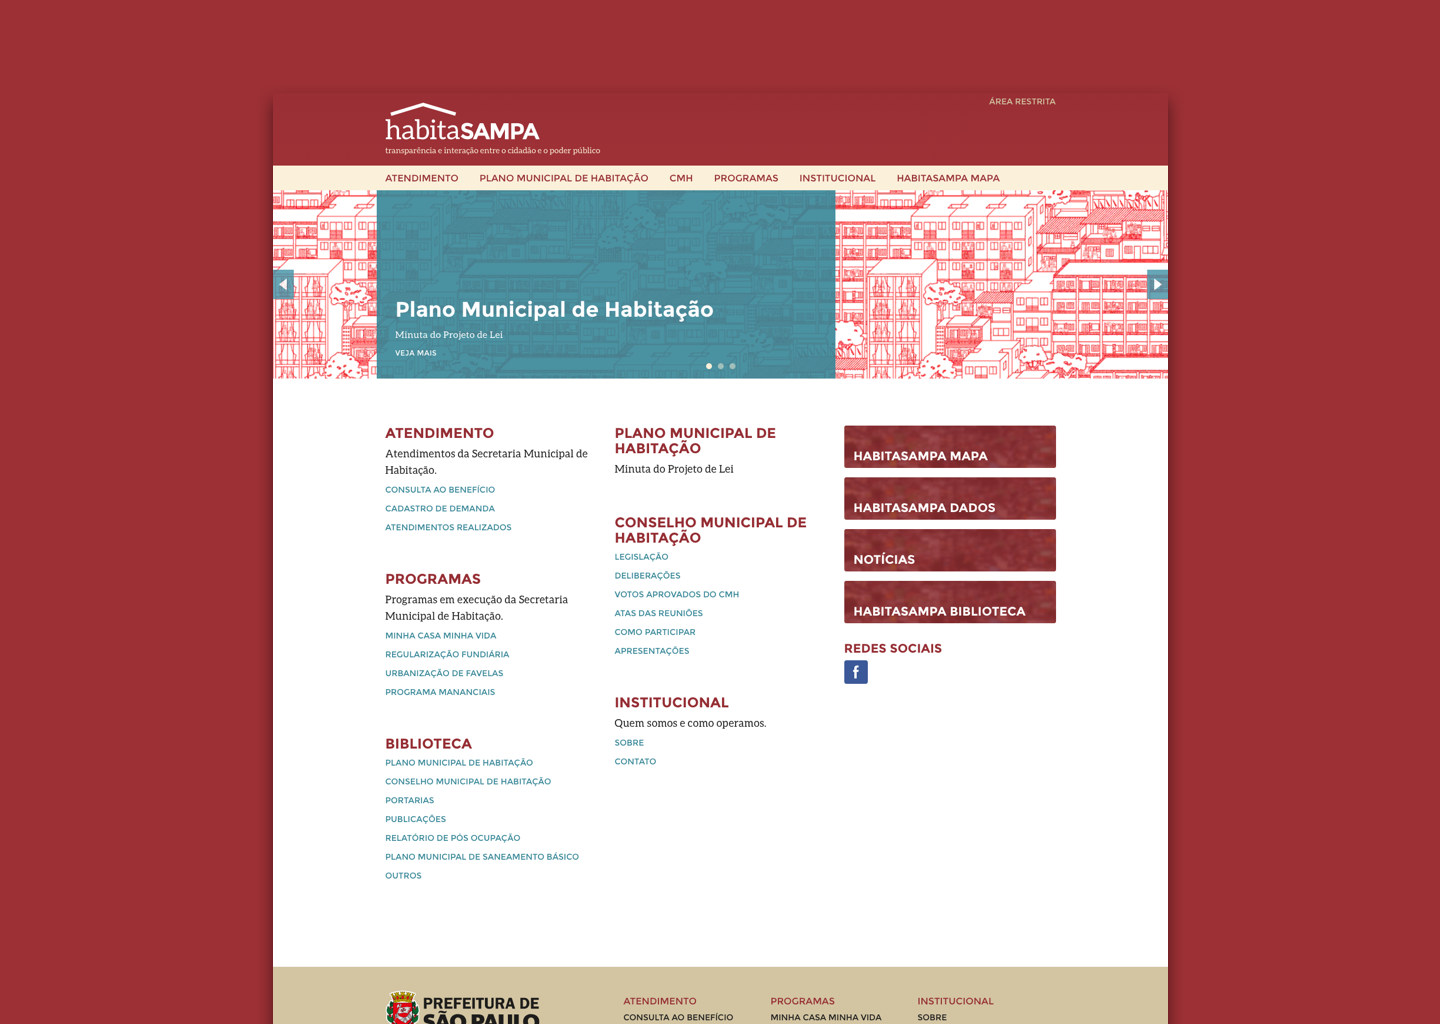 ÁREA RESTRITA
habitaSAMPA
transparência e interação entre o cidadão e o poder público
ATENDIMENTO PLANO MUNICIPAL DE HABITAÇÃO CMH PROGRAMAS INSTITUCIONAL HABITASAMPA MAPA
Plano Municipal de Habitação
Minuta do Projeto de Lei
VEJA MAIS
ATENDIMENTO
Atendimentos da Secretaria Municipal de
Habitação.
CONSULTA AO BENEFÍCIO
CADASTRO DE DEMANDA
ATENDIMENTOS REALIZADOS
PROGRAMAS
Programas em execução da Secretaria
Municipal de Habitação.
MINHA CASA MINHA VIDA
REGULARIZAÇÃO FUNDIÁRIA
URBANIZAÇÃO DE FAVELAS
PROGRAMA MANANCIAIS
BIBLIOTECA
PLANO MUNICIPAL DE HABITAÇÃO
CONSELHO MUNICIPAL DE HABITAÇÃO
PORTARIAS
PUBLICAÇÕES
RELATÓRIO DE PÓS OCUPAÇÃO
PLANO MUNICIPAL DE SANEAMENTO BÁSICO
OUTROS
PLANO MUNICIPAL DE
HABITAÇÃO
Minuta do Projeto de Lei
CONSELHO MUNICIPAL DE
HABITAÇÃO
LEGISLAÇÃO
DELIBERAÇÕES
VOTOS APROVADOS DO CMH
ATAS DAS REUNIÕES
COMO PARTICIPAR
APRESENTAÇÕES
INSTITUCIONAL
Quem somos e como operamos.
SOBRE
CONTATO
HABITASAMPA MAPA
HABITASAMPA DADOS
NOTÍCIAS
HABITASAMPA BIBLIOTECA
REDES SOCIAIS
f
PREFEITURA DE
SÃO PAULO
ATENDIMENTO
CONSULTA AO BENEFÍCIO
PROGRAMAS
MINHA CASA MINHA VIDA
INSTITUCIONAL
SOBRE